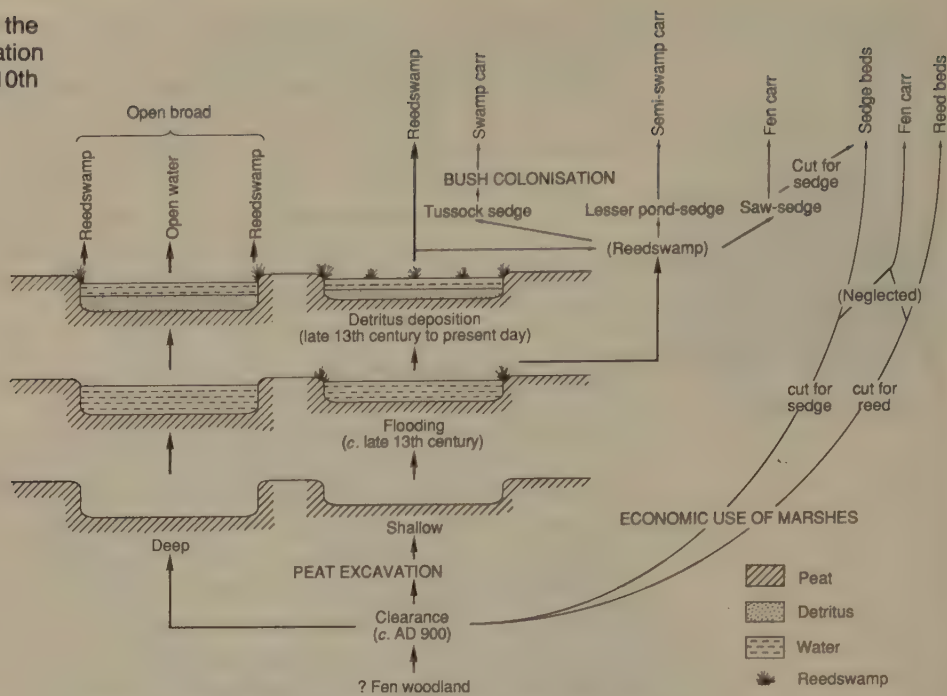 the
ation
10th
Open broad
Reedswamp
Open water
Reedswamp
Reedswamp
Swamp carr
Semi-swamp carr
Fen carr
Sedge beds
Fen carr
Reed beds
BUSH COLONISATION
Cut for
sedge
Tussock sedge
Lesser pond-sedge
Saw-sedge
(Reedswamp)
Detritus deposition
(late 13th century to present day)
(Neglected)
Flooding
(c. late 13th century)
cut for
sedge
cut for
reed
Deep
Shallow
ECONOMIC USE OF MARSHES
PEAT EXCAVATION
Clearance
(c. AD 900)
? Fen woodland
Peat
Detritus
Water
Reedswamp